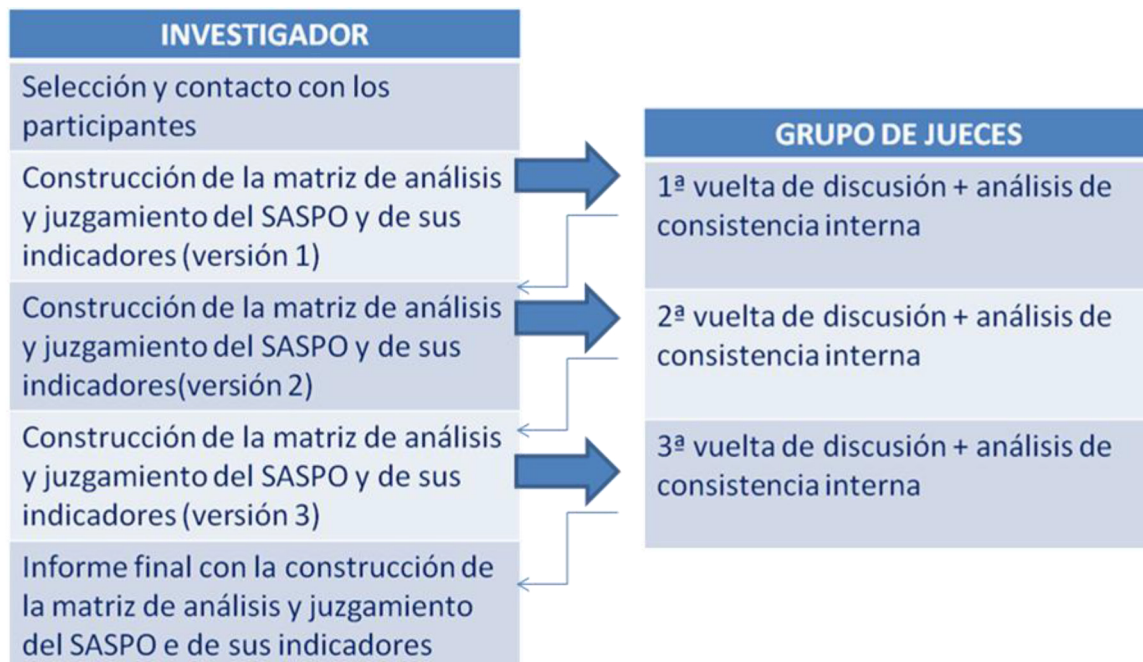 INVESTIGADOR
Selección y contacto con los
participantes
Construcción de la matriz de análisis
y juzgamiento del SASPO y de sus
indicadores (versión 1)
Construcción de la matriz de análisis
y juzgamiento del SASPO y de sus
indicadores(versión 2)
Construcción de la matriz de análisis
y juzgamiento del SASPO y de sus
indicadores (versión 3)
Informe final con la construcción de
la matriz de análisis y juzgamiento
del SASPO e de sus indicadores
GRUPO DE JUECES
1ª vuelta de discusión + análisis de
consistencia interna
2ª vuelta de discusión + análisis de
consistencia interna
3ª vuelta de discusión + análisis de
consistencia interna